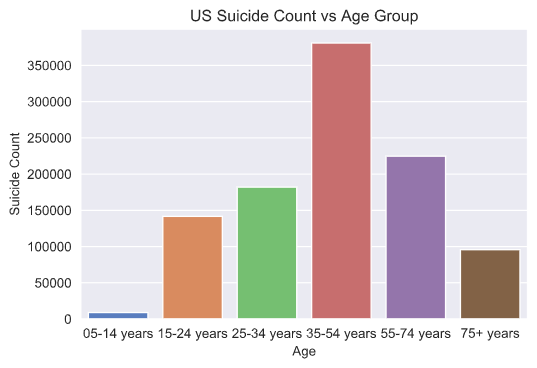 US Suicide Count vs Age Group
350000
300000
250000
200000
150000
100000
50000
0
Suicide Count
05-14 years 15-24 years 25-34 years 35-54 years 55-74 years 75+ years
Age